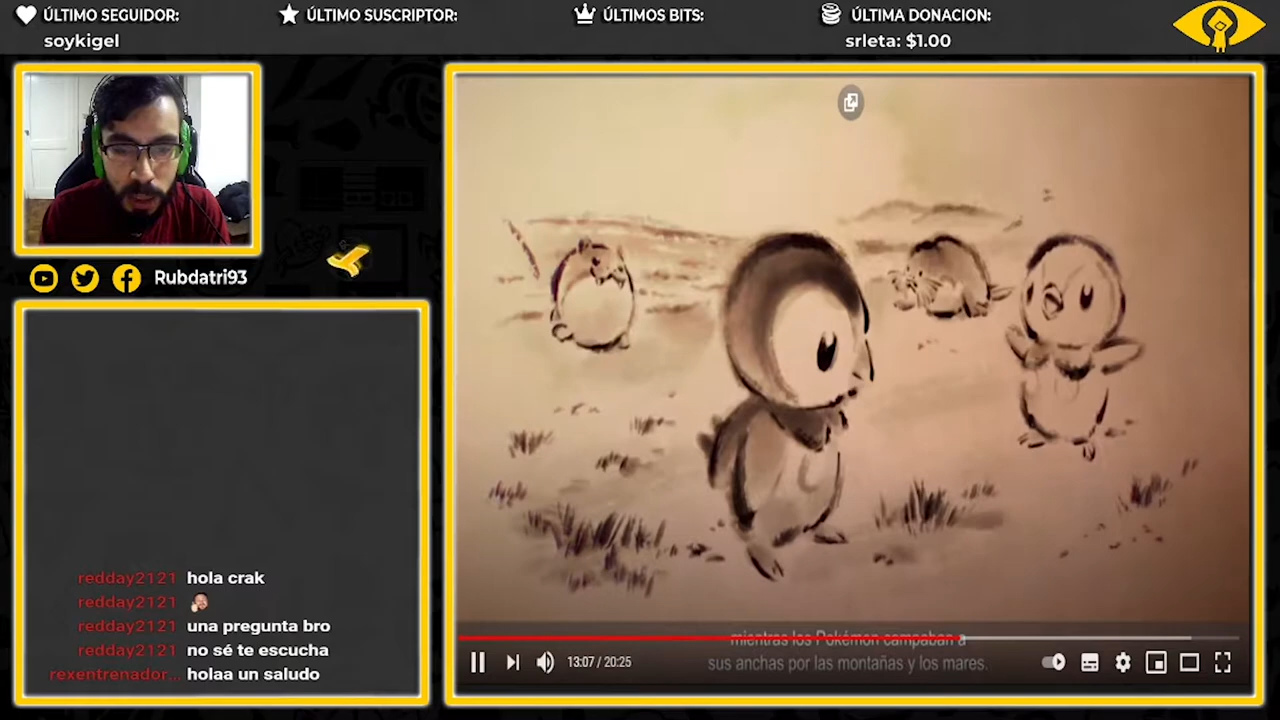 ÚLTIMO SEGUIDOR:
soykigel
ÚLTIMO SUSCRIPTOR:
ÚLTIMOS BITS:
ÚLTIMA DONACION:
srleta: $1.00
Rubdatri93
redday2121 hola crak
redday2121
redday2121 una pregunta bro
redday2121 no sé te escucha
rexentrenador... holaa un saludo
mientras los Pokémon campaban a
sus anchas por las montañas y los mares.
13:07 / 20:25